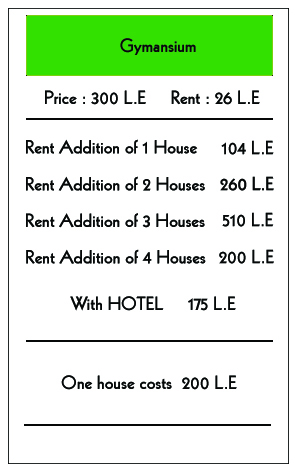 Gymansium
Price : 300 L.E Rent : 26 L.E
Rent Addition of 1 House 104 L.E
Rent Addition of 2 Houses 260 L.E
Rent Addition of 3 Houses 510 L.E
Rent Addition of 4 Houses 200 L.E
With HOTEL 175 L.E
One house costs 200 L.E